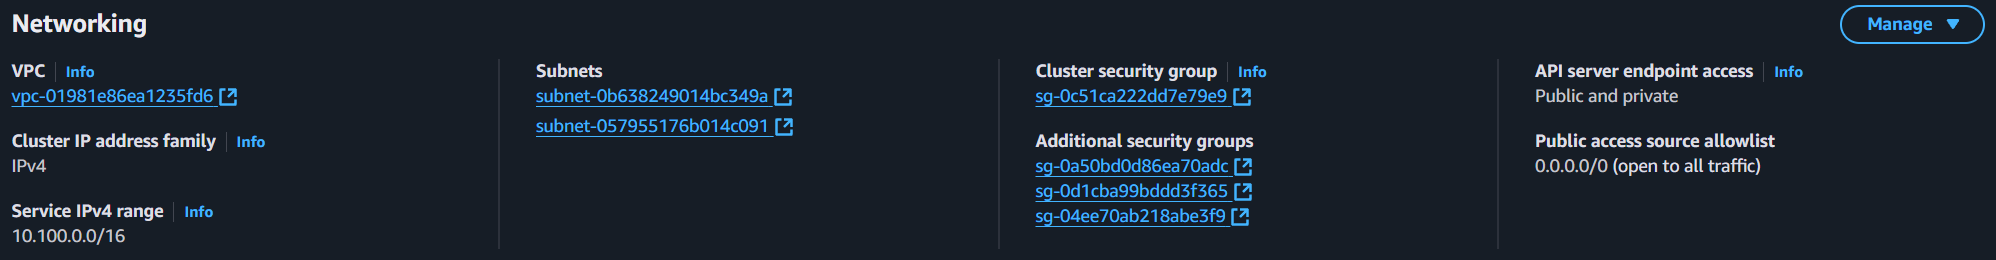 Networking
Manage
VPC Info
vpc-01981e86ea1235fd6
Cluster IP address family Info
IPv4
Service IPv4 range Info
10.100.0.0/16
Subnets
subnet-0b638249014bc349a
subnet-057955176b014c091
Cluster security group Info
sg-0c51ca222dd7e79e9
Additional security groups
sg-0a50bd0d86ea70adc
sg-0d1cba99bddd3f365
sg-04ee70ab218abe3f9
API server endpoint access Info
Public and private
Public access source allowlist
0.0.0.0/0 (open to all traffic)